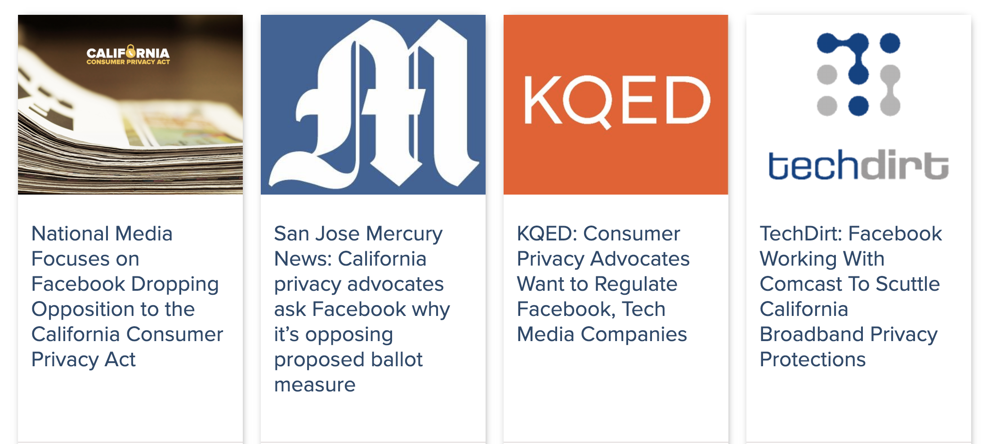 CALIFORNIA
CONSUMER PRIVACY ACT
M
KQED
techdirt
National Media
Focuses on
Facebook Dropping
Opposition to the
California Consumer
Privacy Act
San Jose Mercury
News: California
privacy advocates
ask Facebook why
it’s opposing
proposed ballot
measure
KQED: Consumer
Privacy Advocates
Want to Regulate
Facebook, Tech
Media Companies
TechDirt: Facebook
Working With
Comcast To Scuttle
California
Broadband Privacy
Protections